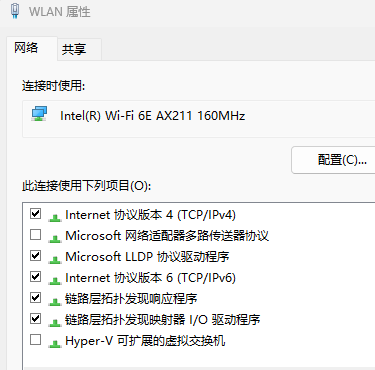 WLAN 属性
网络 共享
连接时使用:
Intel(R) Wi-Fi 6E AX211 160MHz
配置(C)...
此连接使用下列项目(O):
Internet 协议版本 4 (TCP/IPv4)
Microsoft 网络适配器多路传送器协议
Microsoft LLDP 协议驱动程序
Internet 协议版本 6 (TCP/IPv6)
链路层拓扑发现响应程序
链路层拓扑发现映射器 I/O 驱动程序
Hyper-V 可扩展的虚拟交换机